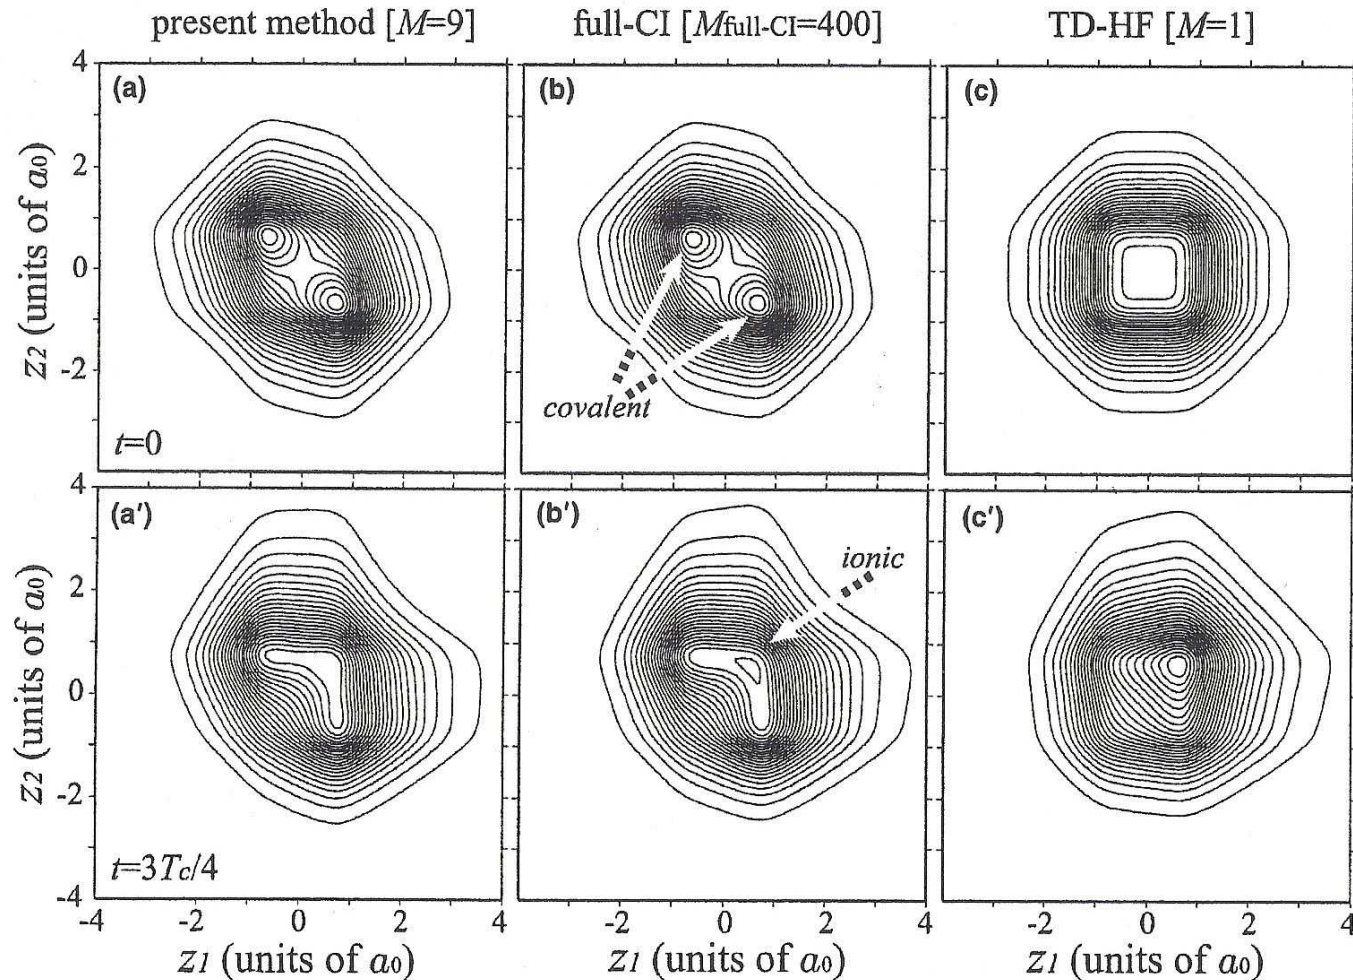 present method [M=9] full-CI [Mfull-CI=400] TD-HF [M=1]
4
(a) (b) (c)
2
0
-2
-4
z2 (units of a0)
covalent
t=0
4
(a′) (b′) (c′)
ionic
2
0
-2
-4
z2 (units of a0)
t=3Tc/4
-4 -2 0 2 4 -2 0 2 4 -2 0 2 4
z1 (units of a0) z1 (units of a0) z1 (units of a0)